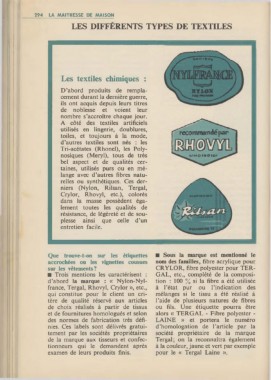 594 LA MAITRESSE DE MAISON
LES DIFFÉRENTS TYPES DE TEXTILES
Les textiles chimiques :
D'abord produits de rempla-
cement durant la dernière guerre,
ils ont acquis depuis leurs titres
de noblesse et voient leur
nombre s'accroître chaque jour.
A côté des textiles artificiels
utilisés en lingerie, doublures,
toiles, et toujours à la mode,
d'autres textiles sont nés : les
Tri-acétates (Rhonel), les Poly-
nosiques (Meryl), tous de très
bel aspect et de qualités cer-
taines, utilisés purs ou en mé-
lange avec d'autres fibres natu-
relles ou synthétiques. Ces der-
niers (Nylon, Rilsan, Tergal,
Crylor, Rhovyl, etc.), colorés
dans la masse possèdent éga-
lement toutes les qualités de
résistance, de légèreté et de sou-
plesse ainsi que celle d'un
entretien facile.
NYLFRANCE
NYLON
recommandé par
RHOVYL
Rilsan
Que trouve-t-on sur les étiquettes
accrochées ou les vignettes cousues
sur les vêtements ?
■ Trois mentions les caractérisent :
d'abord la marque : « Nylon-Nyl-
france, Tergal, Rhovyl, Crylor », etc.,
qui constitue pour le client un cri-
tère de qualité réservé aux articles
de choix réalisés à partir de tissus
et de fournitures homologués et selon
des normes de fabrication très défi-
nies. Ces labels sont délivrés gratuite-
ment par les sociétés propriétaires
de la marque aux tisseurs et confec-
tionneurs qui le demandent après
examen de leurs produits finis.
■ Sous la marque est mentionné le
nom des familles, fibre acrylique pour
CRYLOR, fibre polyester pour TER-
GAL, etc., complété de la composi-
tion : 100 % si la fibre a été utilisée
à l'état pur ou l'indication des
mélanges si le tissu a été réalisé à
l'aide de plusieurs natures de fibres
ou fils. Une étiquette pourra être
alors « TERGAL - Fibre polyester -
LAINE » et portera le numéro
d'homologation de l'article par la
société propriétaire de la marque
Tergal, on la reconnaîtra également
à la couleur, jaune et vert par exemple
pour le « Tergal Laine ».